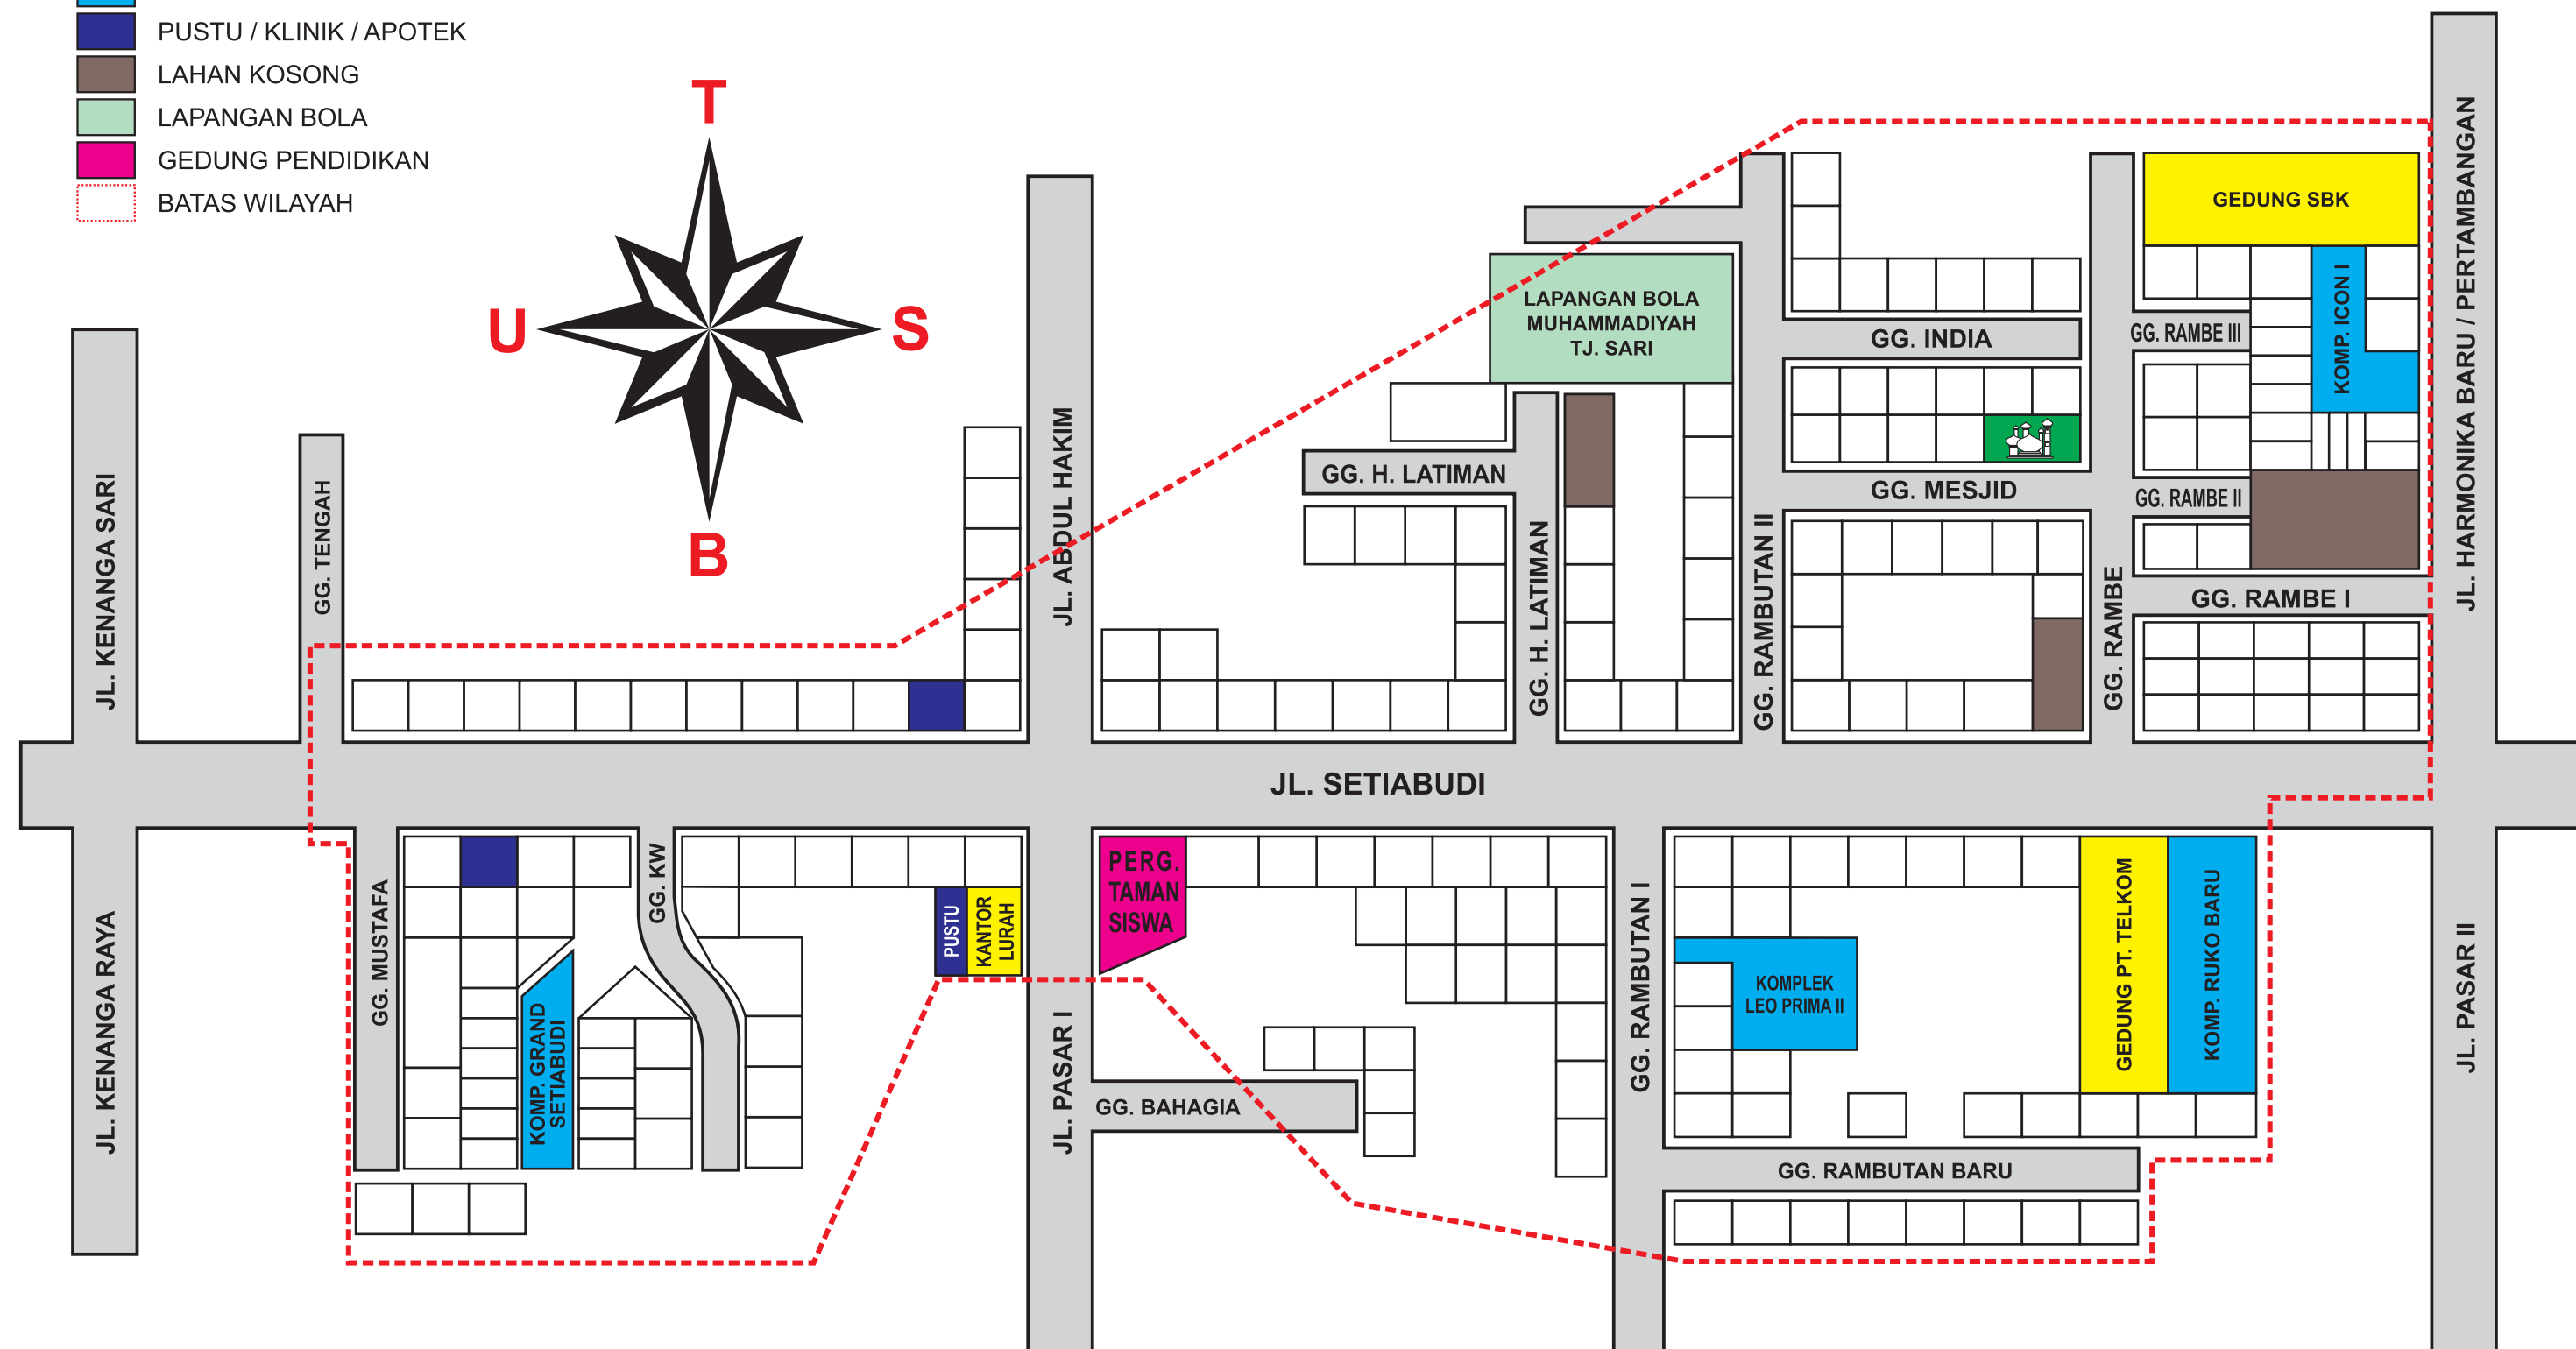 PUSTU / KLINIK / APOTEK
LAHAN KOSONG
LAPANGAN BOLA
GEDUNG PENDIDIKAN
BATAS WILAYAH
T
U
S
B
JL. KENANGA SARI
GG. TENGAH
JL. ABDUL HAKIM
LAPANGAN BOLA
MUHAMMADIYAH
TJ. SARI
GG. H. LATIMAN
GG. H. LATIMAN
GG. RAMBUTAN II
GG. INDIA
GG. MESJID
GG. RAMBE
GEDUNG SBK
KOMP. ICON I
GG. RAMBE III
GG. RAMBE II
GG. RAMBE I
JL. HARMONIKA BARU / PERTAMBANGAN
JL. SETIABUDI
JL. KENANGA RAYA
GG. MUSTAFA
KOMP. GRAND
SETIABUDI
GG. KW
PUSTU
KANTOR
LURAH
JL. PASAR I
PERG.
TAMAN
SISWA
GG. BAHAGIA
GG. RAMBUTAN I
KOMPLEK
LEO PRIMA II
GEDUNG PT. TELKOM
KOMP. RUKO BARU
GG. RAMBUTAN BARU
JL. PASAR II